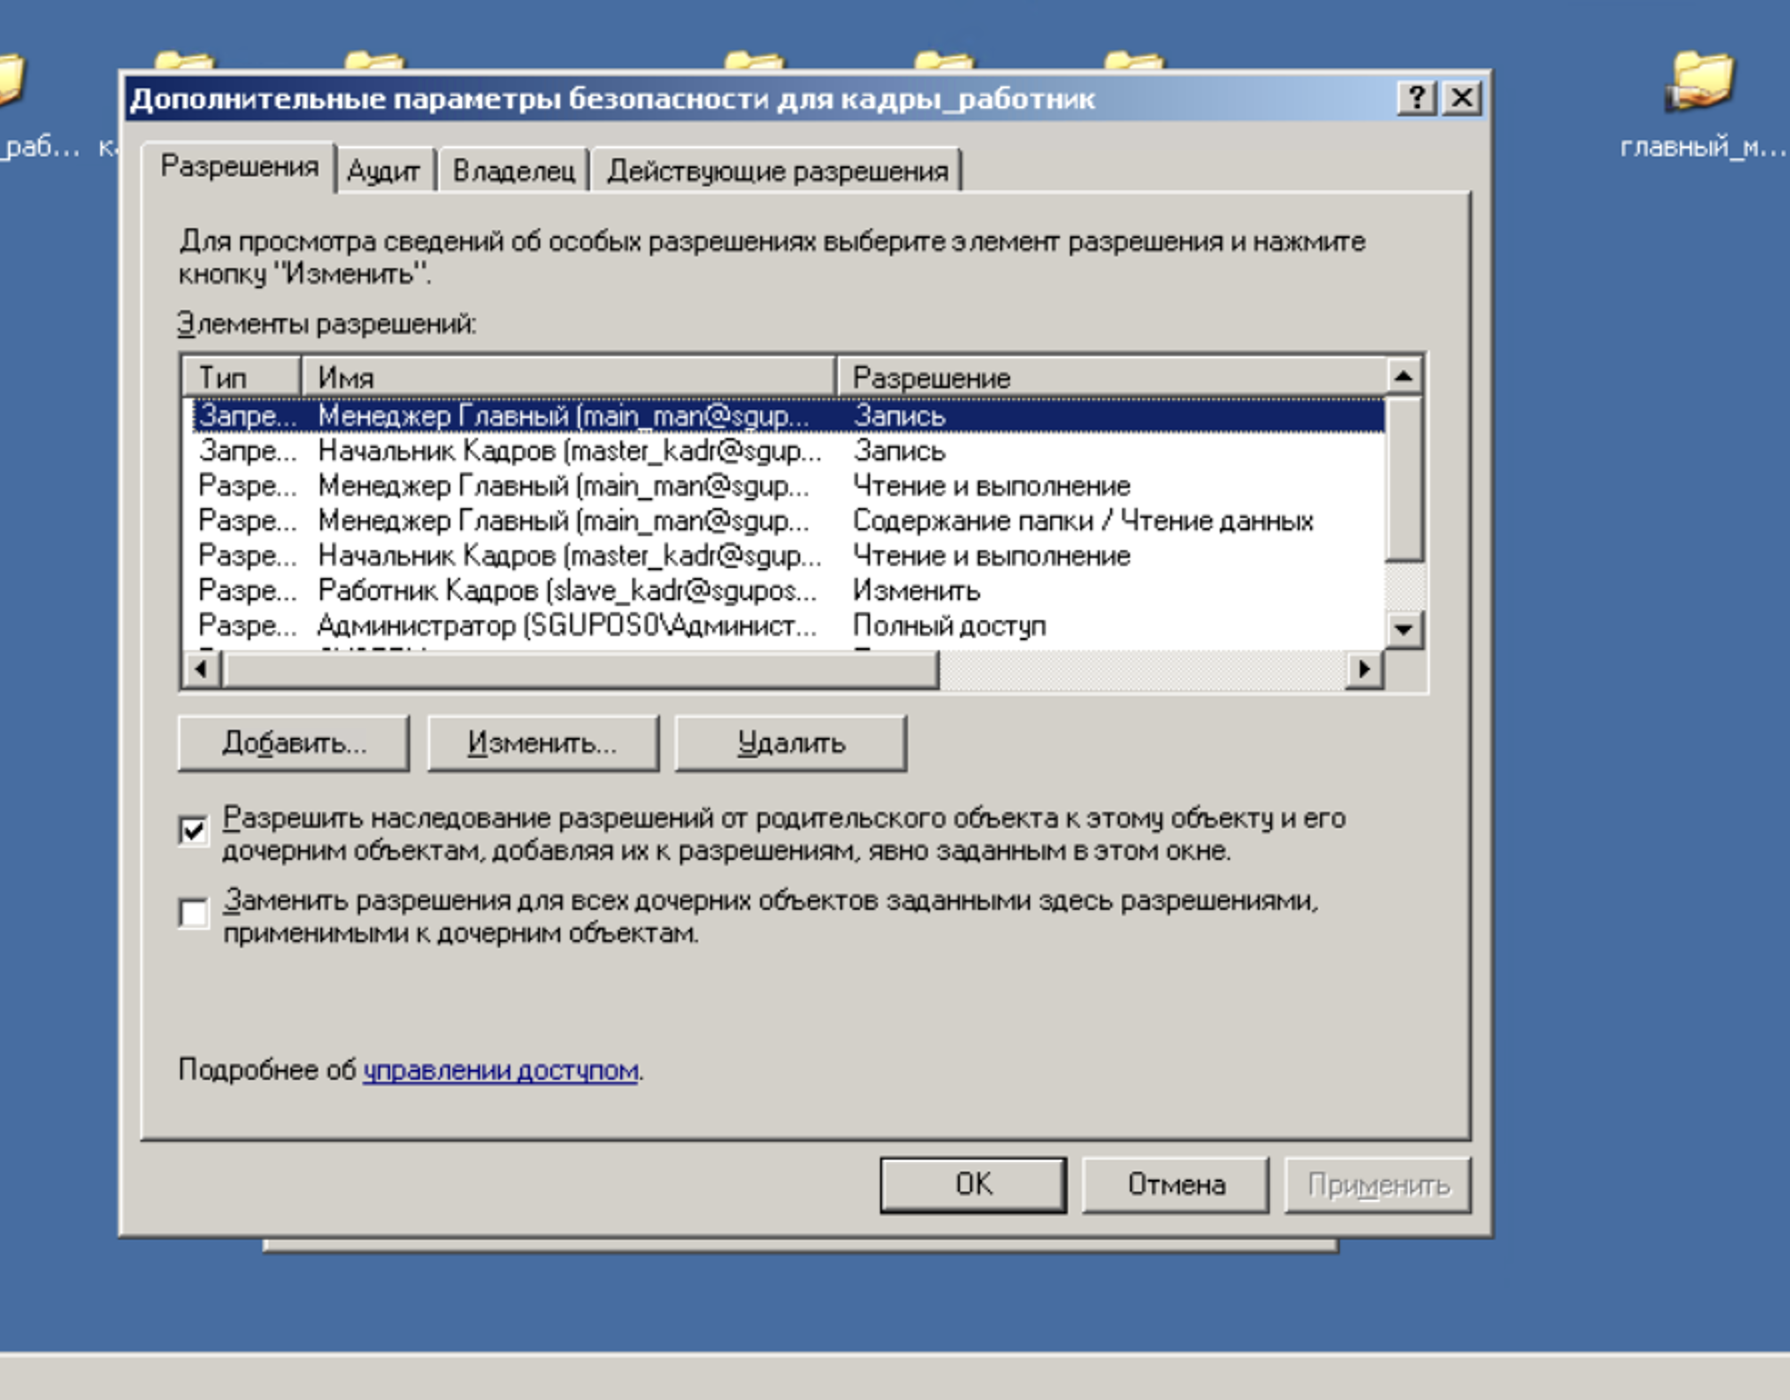 Дополнительные параметры безопасности для кадры_работник
_раб...
главный_м...
Разрешения
Аудит
Владелец
Действующие разрешения
Для просмотра сведений об особых разрешениях выберите элемент разрешения и нажмите
кнопку "Изменить".
Элементы разрешений:
Тип Имя Разрешение
Запре... Менеджер Главный (main_man@sgup... Запись
Запре... Начальник Кадров (master_kadr@sgup... Запись
Разре... Менеджер Главный (main_man@sgup... Чтение и выполнение
Разре... Менеджер Главный (main_man@sgup... Содержание папки / Чтение данных
Разре... Начальник Кадров (master_kadr@sgup... Чтение и выполнение
Разре... Работник Кадров (slave_kadr@sgupos... Изменить
Разре... Администратор (SGUPOS0\Админист... Полный доступ
Добавить...
Изменить...
Удалить
Разрешить наследование разрешений от родительского объекта к этому объекту и его
дочерним объектам, добавляя их к разрешениям, явно заданным в этом окне.
Заменить разрешения для всех дочерних объектов заданными здесь разрешениями,
применимыми к дочерним объектам.
Подробнее об управлении доступом.
ОК
Отмена
Применить